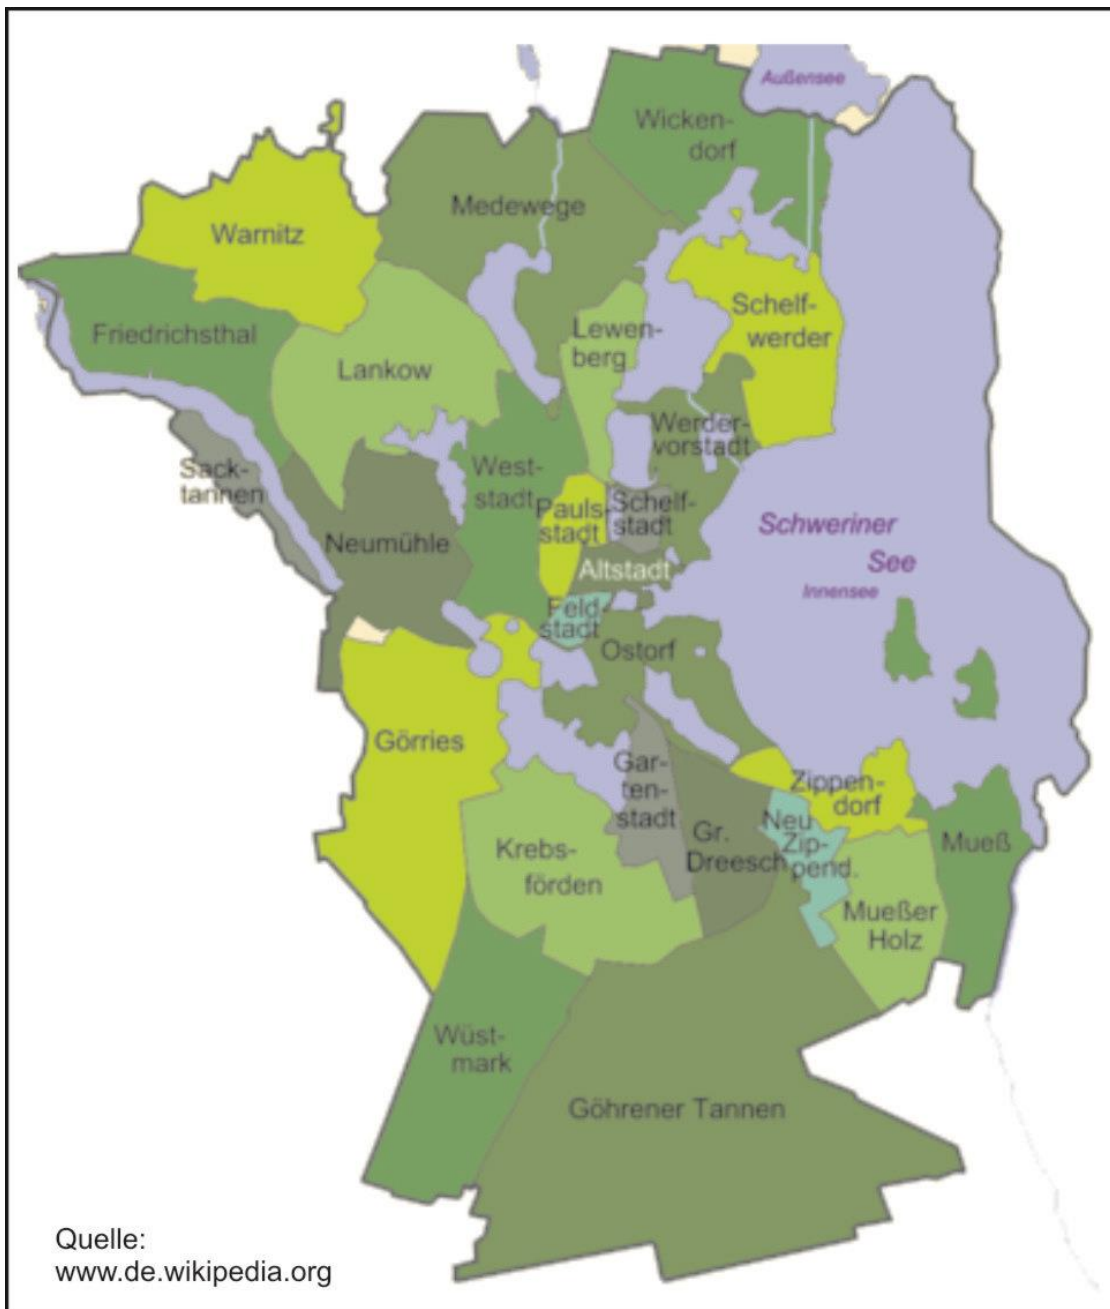 Außensee
Wicken-
dorf
Medewege
Warnitz
Schelf-
werder
Friedrichsthal
Lewen-
berg
Lankow
Werder-
vorstadt
Sack-
tannen
West-
stadt
Pauls-
stadt
Schelf-
stadt
Neumühle
Schweriner
See
Innensee
Altstadt
Feld-
stadt
Ostorf
Görries
Gar-
ten-
stadt
Zippen-
dorf
Neu
Zip-
pend.
Gr.
Dreesch
Mueß
Krebs-
förden
Mueßer
Holz
Wüst-
mark
Göhrener Tannen
Quelle:
www.de.wikipedia.org